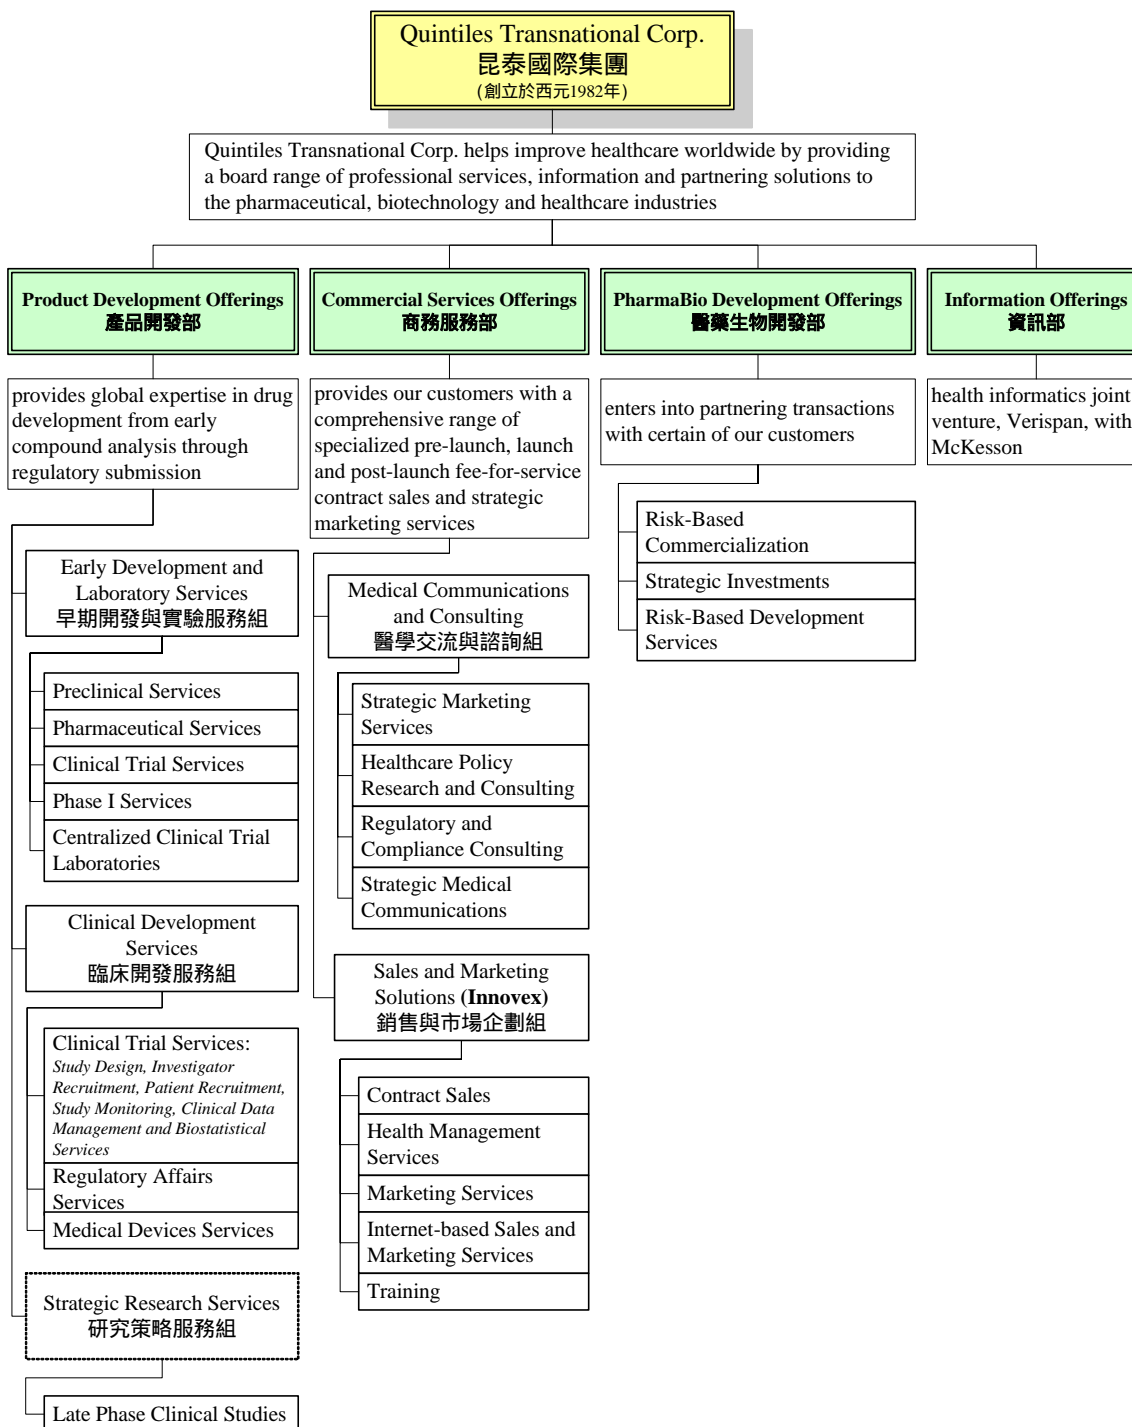 Quintiles Transnational Corp.
昆泰國際集團
(創立於西元1982年)
Quintiles Transnational Corp. helps improve healthcare worldwide by providing
a board range of professional services, information and partnering solutions to
the pharmaceutical, biotechnology and healthcare industries
Product Development Offerings
產品開發部
provides global expertise in drug
development from early
compound analysis through
regulatory submission
Early Development and
Laboratory Services
早期開發與實驗服務組
Preclinical Services
Pharmaceutical Services
Clinical Trial Services
Phase I Services
Centralized Clinical Trial
Laboratories
Clinical Development
Services
臨床開發服務組
Clinical Trial Services:
Study Design, Investigator
Recruitment, Patient Recruitment,
Study Monitoring, Clinical Data
Management and Biostatistical
Services
Regulatory Affairs
Services
Medical Devices Services
Strategic Research Services
研究策略服務組
Late Phase Clinical Studies
Commercial Services Offerings
商務服務部
provides our customers with a
comprehensive range of
specialized pre-launch, launch
and post-launch fee-for-service
contract sales and strategic
marketing services
Medical Communications
and Consulting
醫學交流與諮詢組
Strategic Marketing
Services
Healthcare Policy
Research and Consulting
Regulatory and
Compliance Consulting
Strategic Medical
Communications
Sales and Marketing
Solutions (Innovex)
銷售與市場企劃組
Contract Sales
Health Management
Services
Marketing Services
Internet-based Sales and
Marketing Services
Training
PharmaBio Development Offerings
醫藥生物開發部
enters into partnering transactions
with certain of our customers
Risk-Based
Commercialization
Strategic Investments
Risk-Based Development
Services
Information Offerings
資訊部
health informatics joint
venture, Verispan, with
McKesson